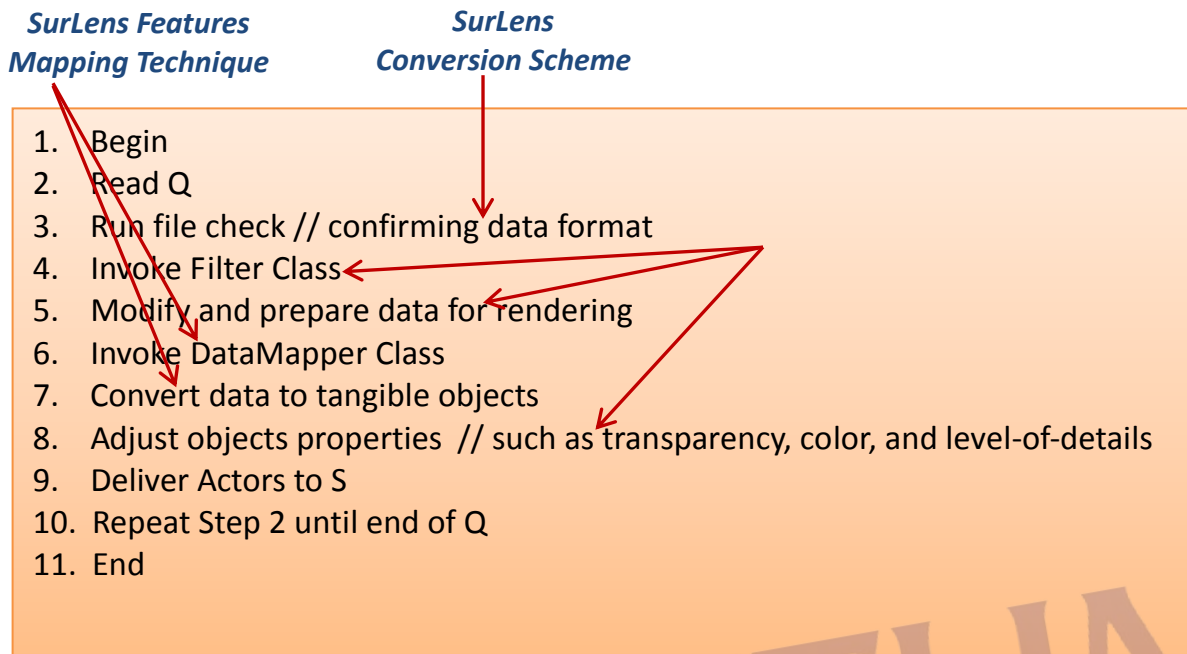 SurLens Features
Mapping Technique
SurLens
Conversion Scheme
1. Begin
2. Read Q
3. Run file check // confirming data format
4. Invoke Filter Class
5. Modify and prepare data for rendering
6. Invoke DataMapper Class
7. Convert data to tangible objects
8. Adjust objects properties // such as transparency, color, and level-of-details
9. Deliver Actors to S
10. Repeat Step 2 until end of Q
11. End